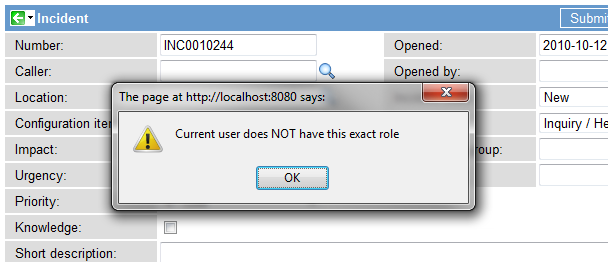 Incident
Submit
Number: INC0010244 Opened: 2010-10-12
Caller: Opened by:
Location: New
Configuration item
Inquiry / He
Impact: roup:
Urgency:
Priority:
Knowledge:
Short description:
The page at http://localhost:8080 says:
Current user does NOT have this exact role
OK